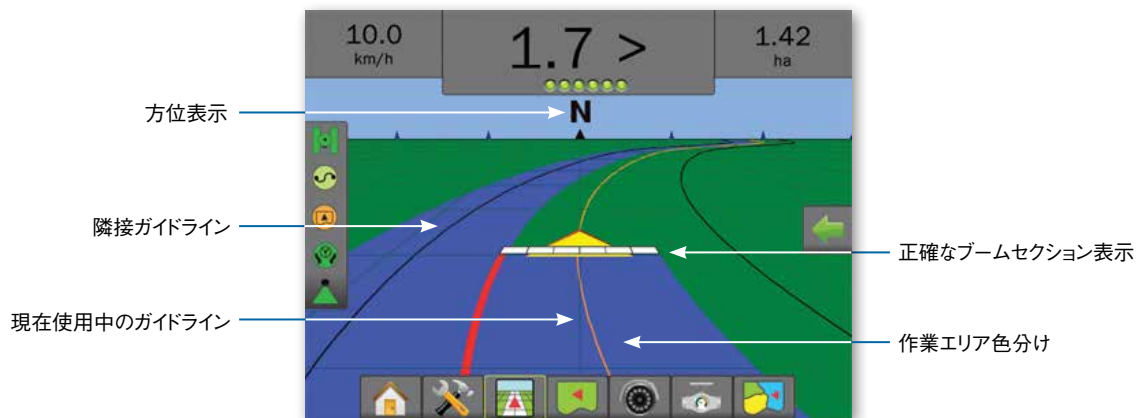 10.0
km/h
1.7 >
1.42
ha
方位表示
N
隣接ガイドライン
正確なブームセクション表示
現在使用中のガイドライン
作業エリア色分け